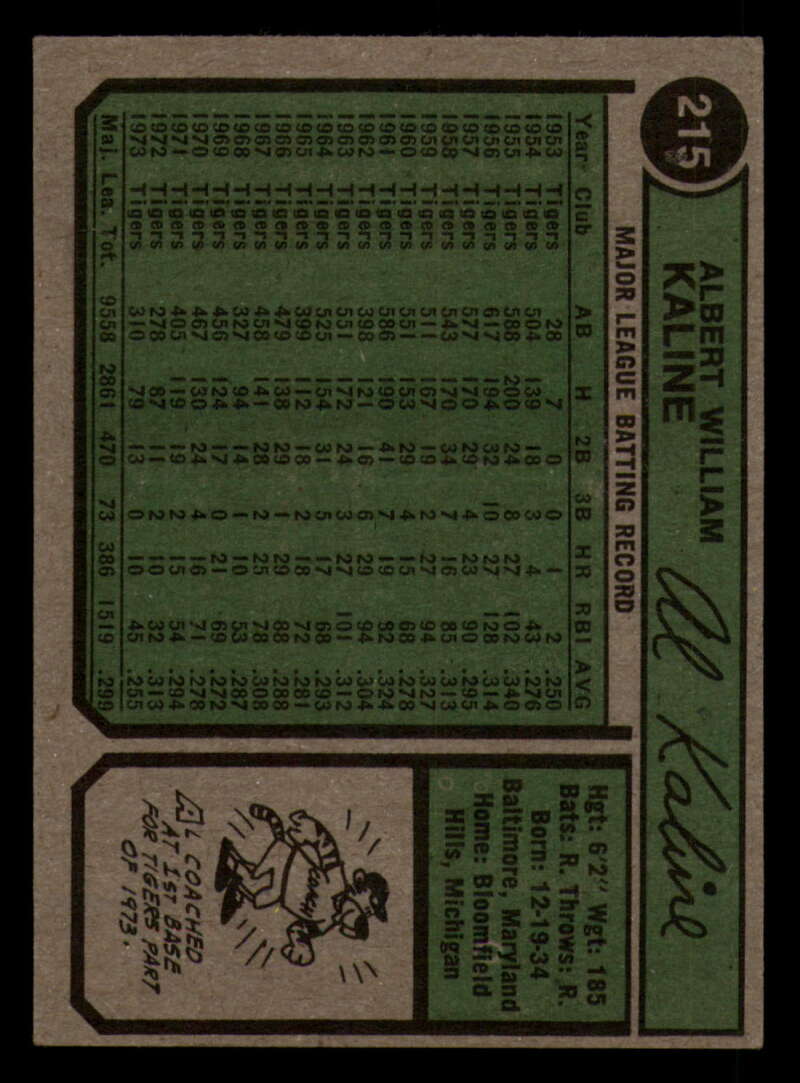 215
ALBERT WILLIAM
KALINE
Al Kaline
MAJOR LEAGUE BATTING RECORD
Year Club AB H 2B 3B HR RBI AVG
1953 Tigers 28 7 0 0 1 2 .250
1954 Tigers 504 139 18 3 4 43 .276
1955 Tigers 588 200 24 8 27 102 .340
1956 Tigers 617 194 32 10 27 128 .314
1957 Tigers 577 170 29 4 23 90 .295
1958 Tigers 543 170 34 7 16 85 .313
1959 Tigers 511 167 19 2 27 94 .327
1960 Tigers 551 153 29 4 15 68 .278
1961 Tigers 586 190 41 7 19 82 .324
1962 Tigers 398 121 16 6 29 94 .304
1963 Tigers 551 172 24 3 27 101 .312
1964 Tigers 525 154 31 5 17 68 .293
1965 Tigers 399 112 18 2 18 72 .281
1966 Tigers 479 138 29 1 29 88 .288
1967 Tigers 458 141 28 2 25 78 .308
1968 Tigers 327 94 14 1 10 53 .287
1969 Tigers 456 124 17 0 21 69 .272
1970 Tigers 467 130 24 4 16 71 .278
1971 Tigers 405 119 19 2 15 54 .294
1972 Tigers 278 87 11 2 10 32 .313
1973 Tigers 310 79 13 0 10 45 .255
Maj. Lea. Tot. 9558 2861 470 73 386 1519 .299
Hgt: 6'2" Wgt: 185
Bats: R. Throws: R.
Born: 12-19-34
Baltimore, Maryland
Home: Bloomfield
Hills, Michigan
AL COACHED
AT 1ST BASE
FOR TIGERS PART
OF 1973.